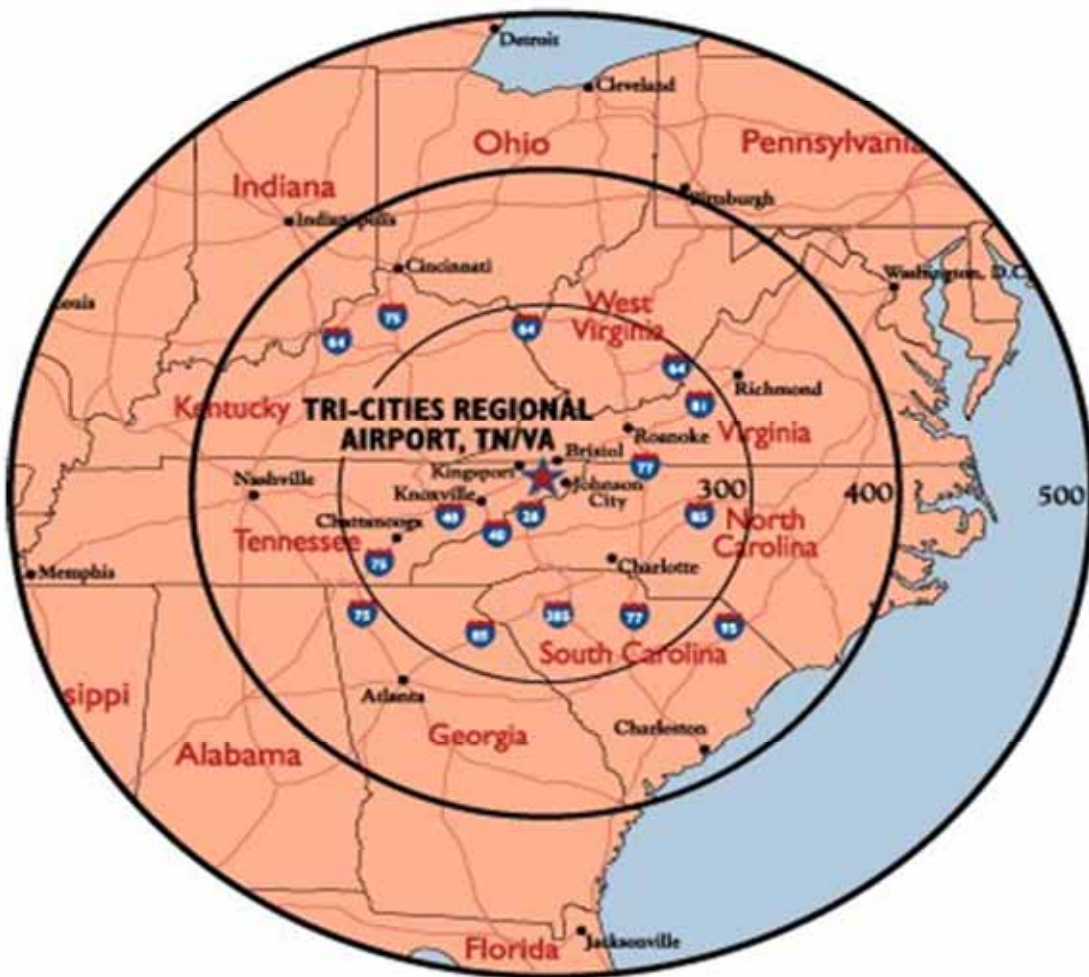 Detroit
Cleveland
Ohio
Pennsylvania
Indiana
Pittsburgh
Indianapolis
Cincinnati
Washington, D.C.
ouis
West
Virginia
75
64
64
64
Richmond
81
Kentucky
TRI-CITIES REGIONAL
AIRPORT, TN/VA
Roanoke
Virginia
Bristol
Kingsport
77
Nashville
Knoxville
Johnson
City
300
400
500
40
26
85
North
Carolina
Chattanooga
Tennessee
40
75
Charlotte
Memphis
75
85
385
77
95
South Carolina
sippi
Atlanta
Charleston
Georgia
Alabama
Florida
Jacksonville